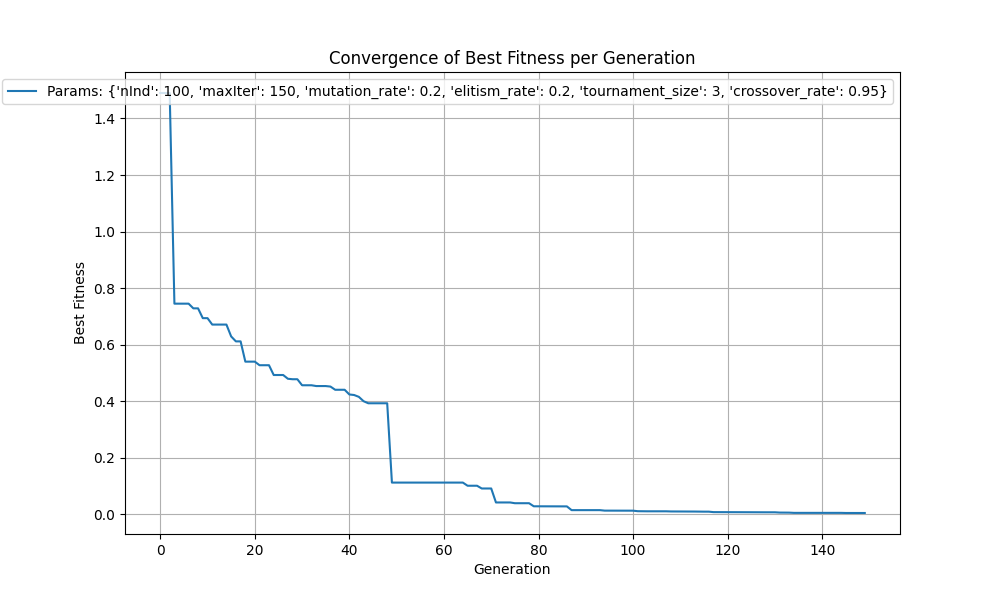 Convergence of Best Fitness per Generation
Params: {'nInd': 100, 'maxIter': 150, 'mutation_rate': 0.2, 'elitism_rate': 0.2, 'tournament_size': 3, 'crossover_rate': 0.95}
1.4
1.2
1.0
0.8
0.6
0.4
0.2
0.0
Best Fitness
0 20 40 60 80 100 120 140
Generation